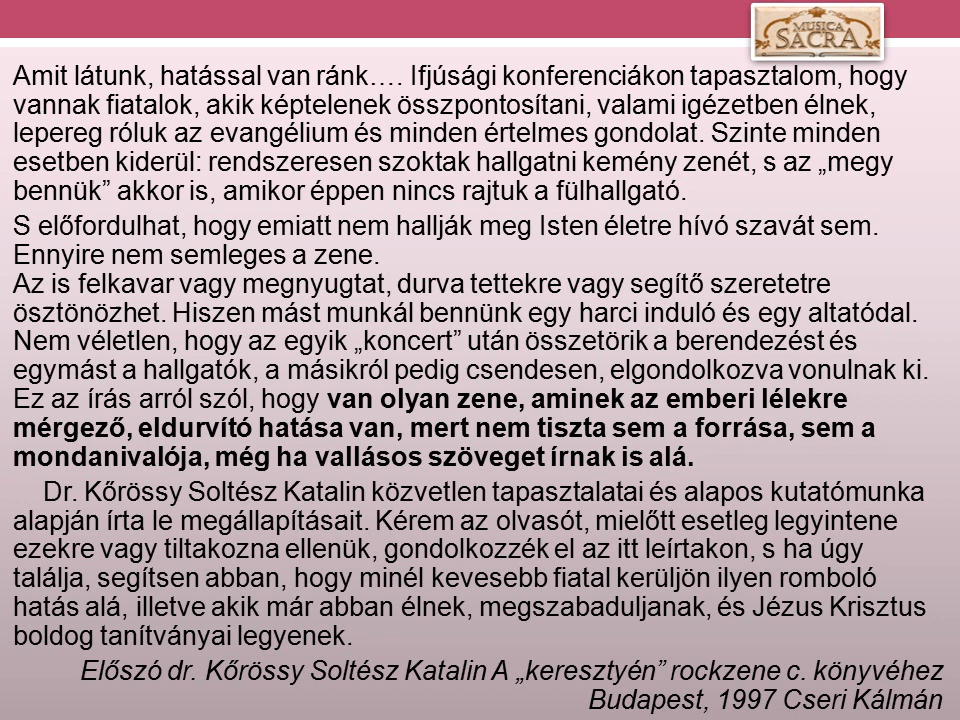 MUSICA
SACRA
Amit látunk, hatással van ránk…. Ifjúsági konferenciákon tapasztalom, hogy
vannak fiatalok, akik képtelenek összpontosítani, valami igézetben élnek,
lepereg róluk az evangélium és minden értelmes gondolat. Szinte minden
esetben kiderül: rendszeresen szoktak hallgatni kemény zenét, s az „megy
bennük” akkor is, amikor éppen nincs rajtuk a fülhallgató.
S előfordulhat, hogy emiatt nem hallják meg Isten életre hívó szavát sem.
Ennyire nem semleges a zene.
Az is felkavar vagy megnyugtat, durva tettekre vagy segítő szeretetre
ösztönözhet. Hiszen mást munkál bennünk egy harci induló és egy altatódal.
Nem véletlen, hogy az egyik „koncert” után összetörik a berendezést és
egymást a hallgatók, a másikról pedig csendesen, elgondolkozva vonulnak ki.
Ez az írás arról szól, hogy van olyan zene, aminek az emberi lélekre
mérgező, eldurvító hatása van, mert nem tiszta sem a forrása, sem a
mondanivalója, még ha vallásos szöveget írnak is alá.
Dr. Kőrössy Soltész Katalin közvetlen tapasztalatai és alapos kutatómunka
alapján írta le megállapításait. Kérem az olvasót, mielőtt esetleg legyintene
ezekre vagy tiltakozna ellenük, gondolkozzék el az itt leírtakon, s ha úgy
találja, segítsen abban, hogy minél kevesebb fiatal kerüljön ilyen romboló
hatás alá, illetve akik már abban élnek, megszabaduljanak, és Jézus Krisztus
boldog tanítványai legyenek.
Előszó dr. Kőrössy Soltész Katalin A „keresztyén” rockzene c. könyvéhez
Budapest, 1997 Cseri Kálmán